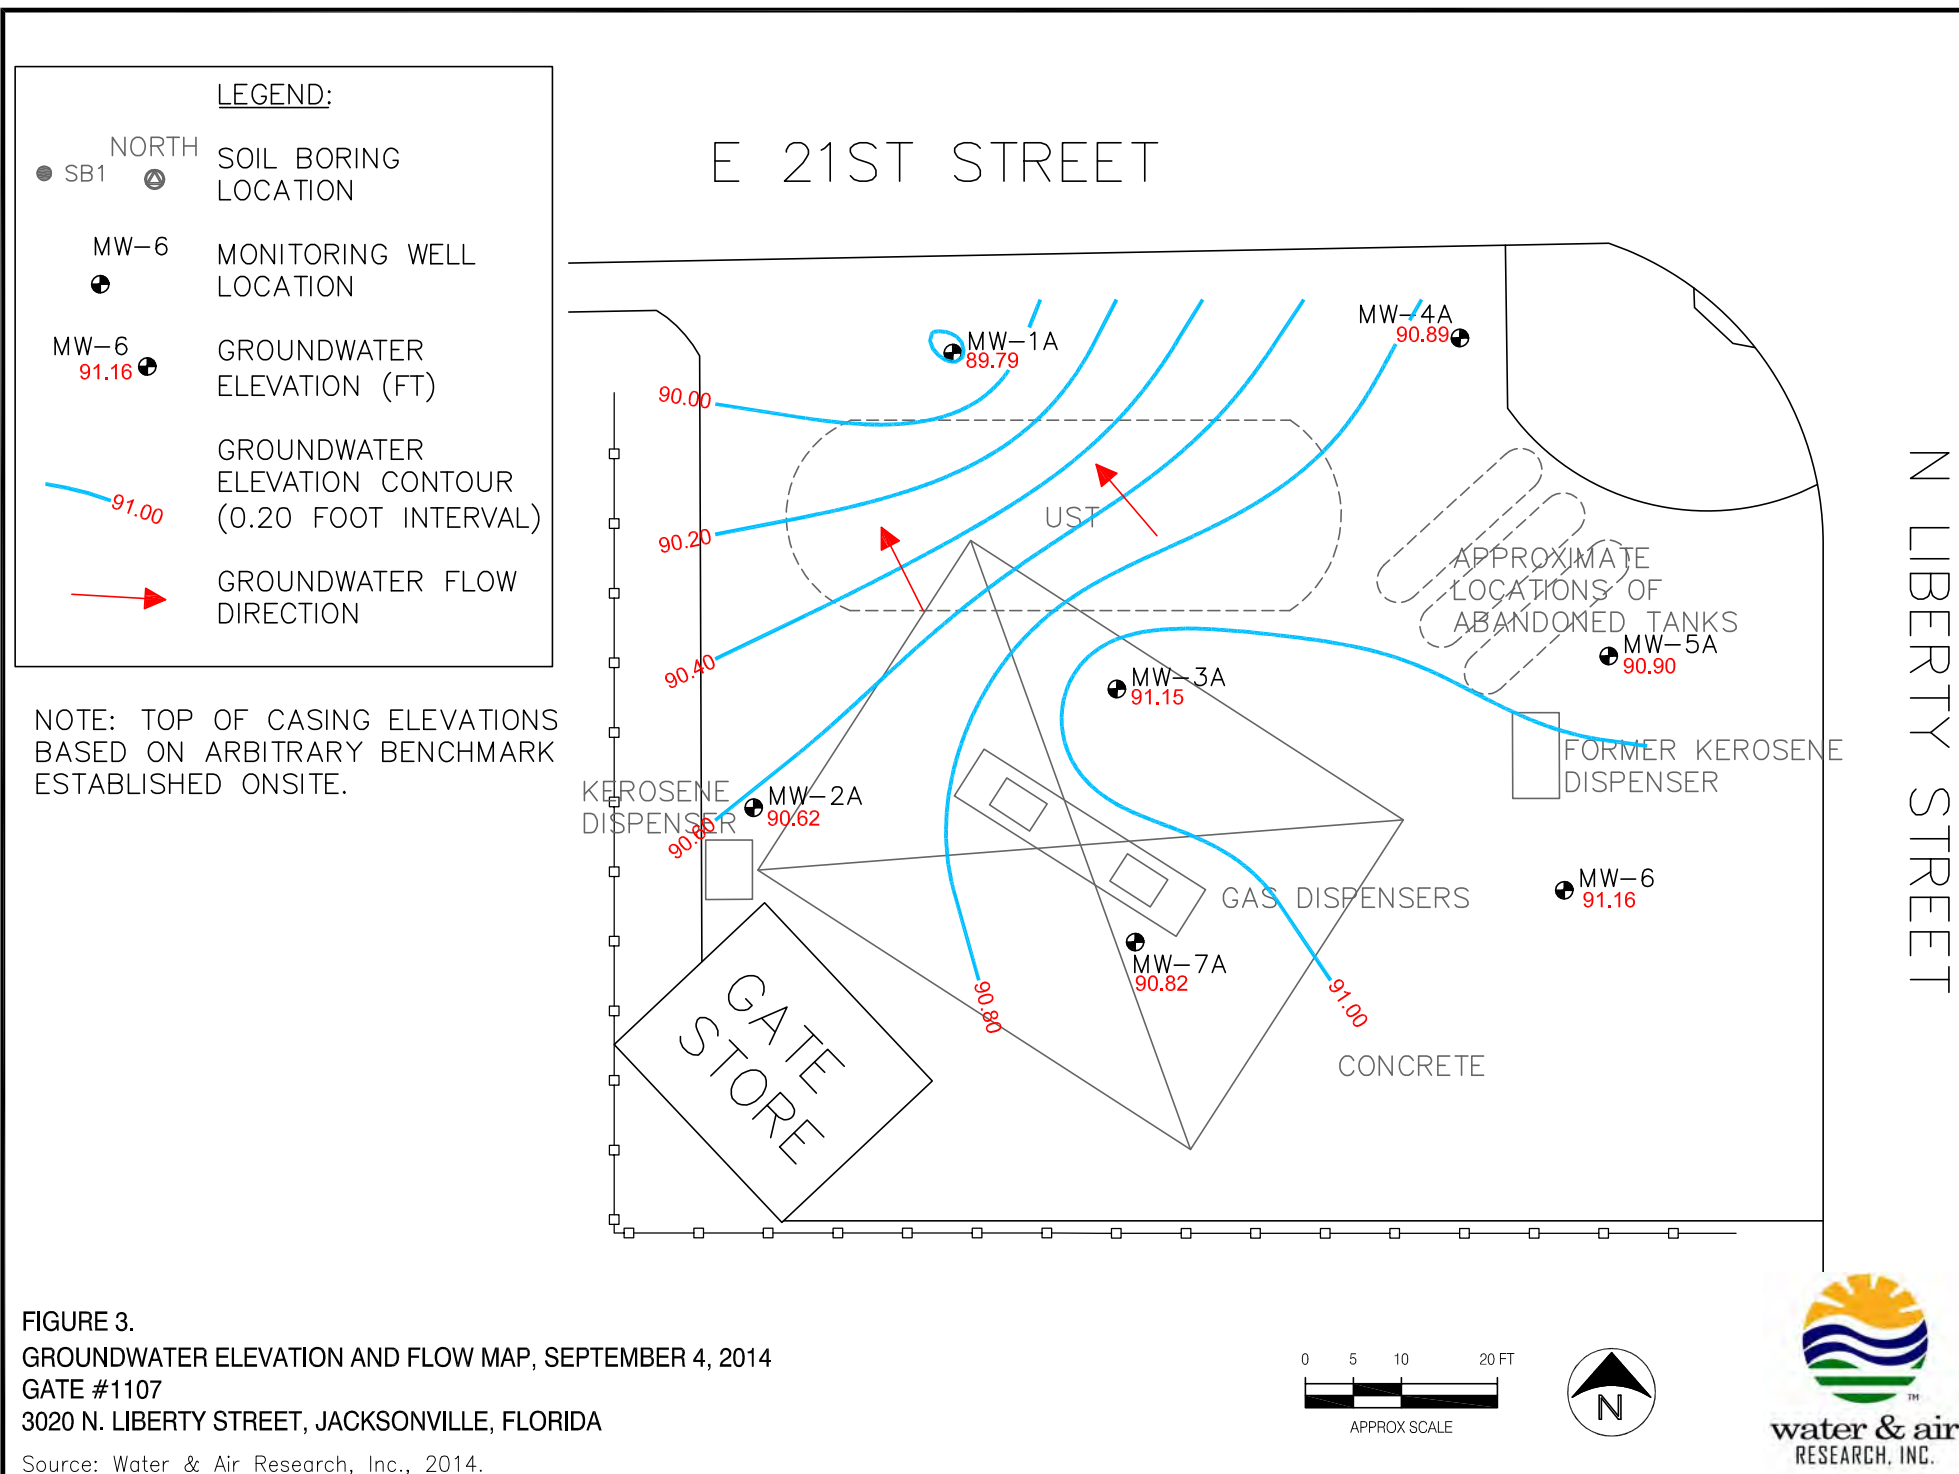 LEGEND:
NORTH
SB1
SOIL BORING
LOCATION
MW-6
MONITORING WELL
LOCATION
MW-6
91.16
GROUNDWATER
ELEVATION (FT)
91.00
GROUNDWATER
ELEVATION CONTOUR
(0.20 FOOT INTERVAL)
GROUNDWATER FLOW
DIRECTION
NOTE: TOP OF CASING ELEVATIONS
BASED ON ARBITRARY BENCHMARK
ESTABLISHED ONSITE.
E 21ST STREET
N LIBERTY STREET
MW-1A
89.79
MW-4A
90.89
90.00
90.20
90.40
90.60
90.80
91.00
UST
APPROXIMATE
LOCATIONS OF
ABANDONED TANKS
MW-5A
90.90
MW-3A
91.15
FORMER KEROSENE
DISPENSER
KEROSENE
DISPENSER
MW-2A
90.62
GAS DISPENSERS
MW-6
91.16
MW-7A
90.82
CONCRETE
GATE
STORE
FIGURE 3.
GROUNDWATER ELEVATION AND FLOW MAP, SEPTEMBER 4, 2014
GATE #1107
3020 N. LIBERTY STREET, JACKSONVILLE, FLORIDA
Source: Water & Air Research, Inc., 2014.
0 5 10 20 FT
APPROX SCALE
N
TM
water & air
RESEARCH, INC.